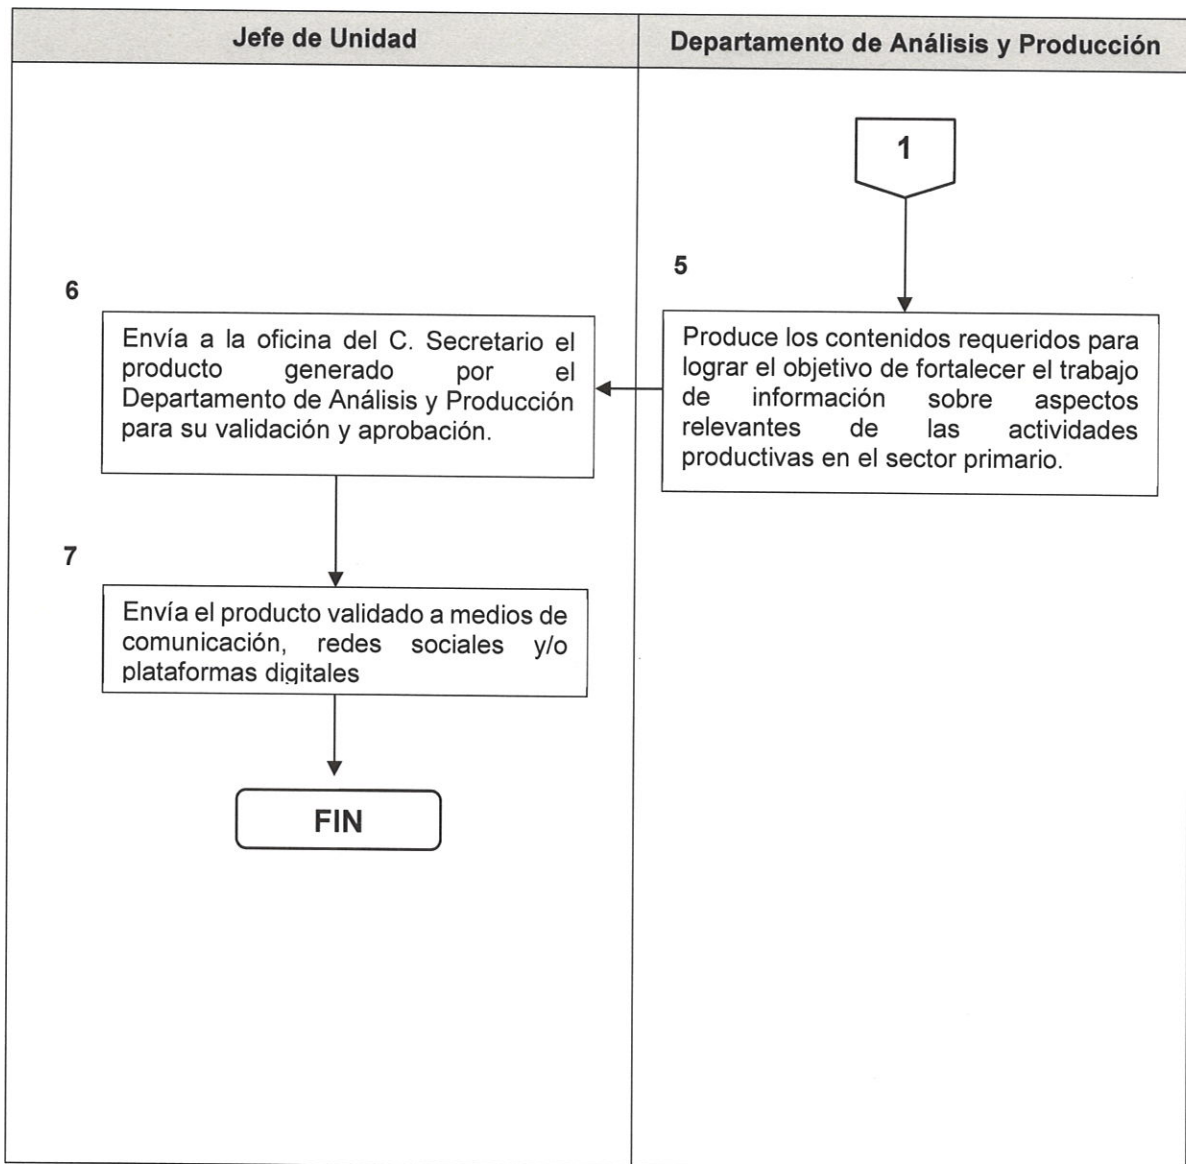 Jefe de Unidad
Departamento de Análisis y Producción
1
5
Produce los contenidos requeridos para
lograr el objetivo de fortalecer el trabajo
de información sobre aspectos
relevantes de las actividades
productivas en el sector primario.
6
Envía a la oficina del C. Secretario el
producto generado por el
Departamento de Análisis y Producción
para su validación y aprobación.
7
Envía el producto validado a medios de
comunicación, redes sociales y/o
plataformas digitales
FIN